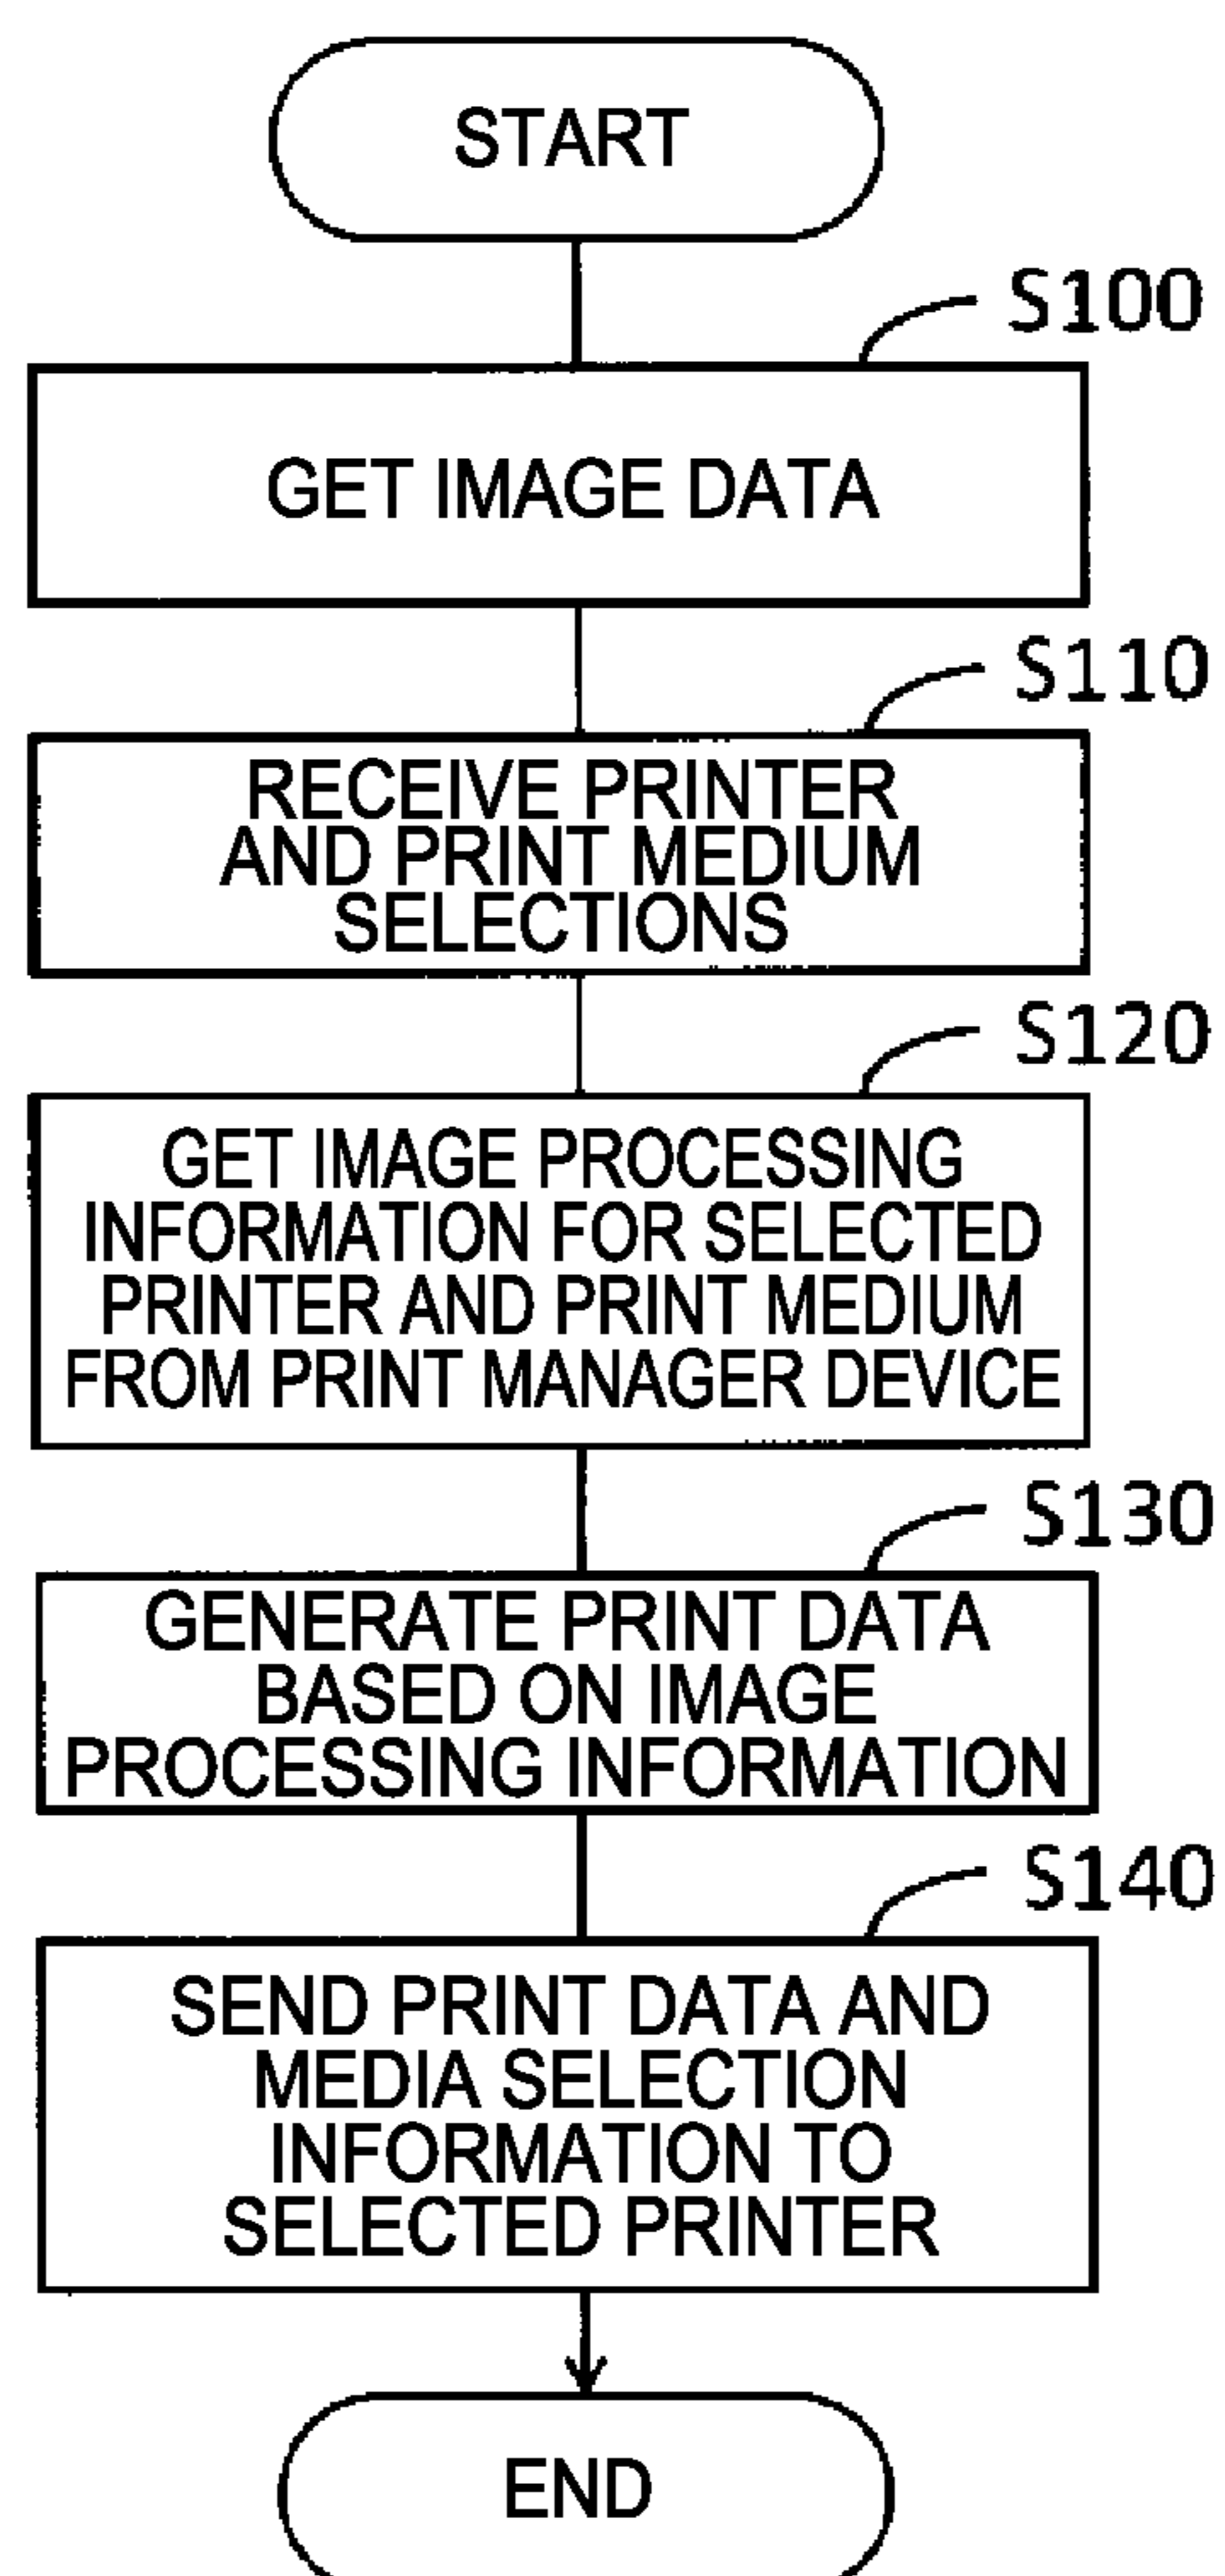 START
S100
GET IMAGE DATA
S110
RECEIVE PRINTER
AND PRINT MEDIUM
SELECTIONS
S120
GET IMAGE PROCESSING
INFORMATION FOR SELECTED
PRINTER AND PRINT MEDIUM
FROM PRINT MANAGER DEVICE
S130
GENERATE PRINT DATA
BASED ON IMAGE
PROCESSING INFORMATION
S140
SEND PRINT DATA AND
MEDIA SELECTION
INFORMATION TO
SELECTED PRINTER
END